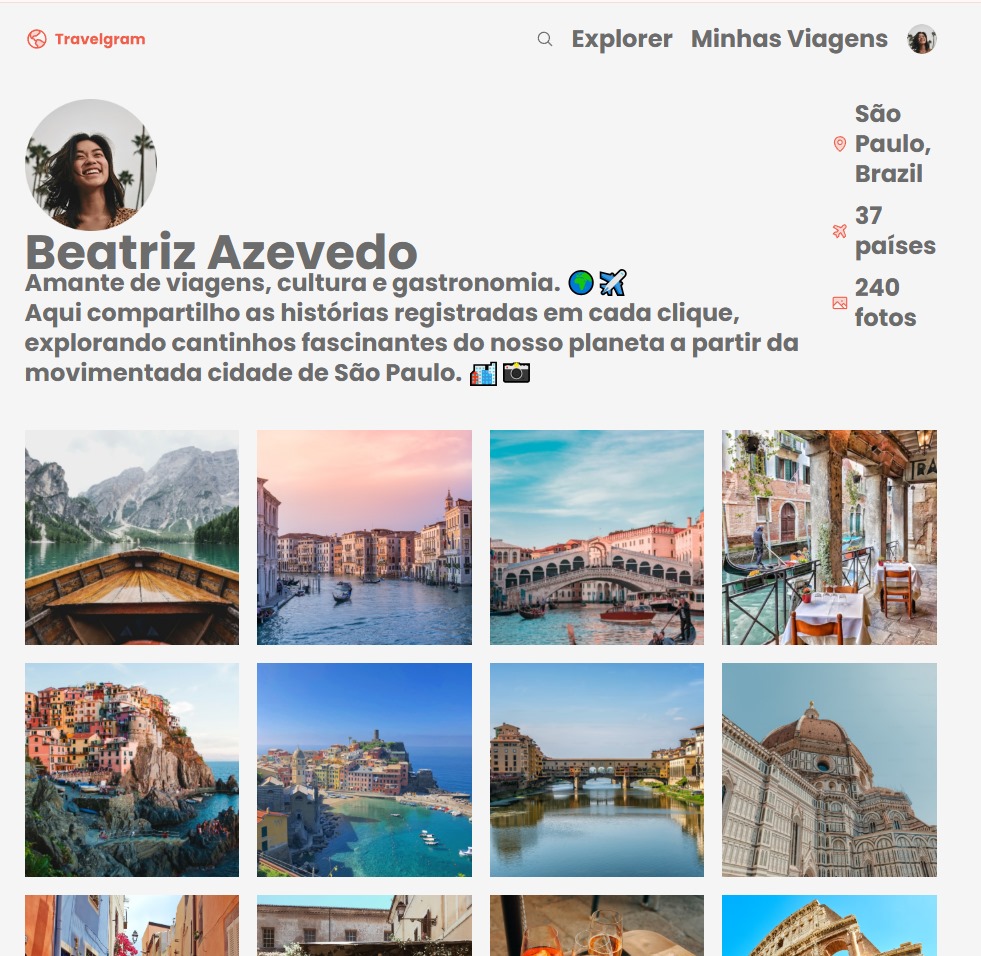 Travelgram
Explorer
Minhas Viagens
Beatriz Azevedo
Amante de viagens, cultura e gastronomia. 🌍✈️
Aqui compartilho as histórias registradas em cada clique,
explorando cantinhos fascinantes do nosso planeta a partir da
movimentada cidade de São Paulo. 🏙️📷
São
Paulo,
Brazil
37
países
240
fotos